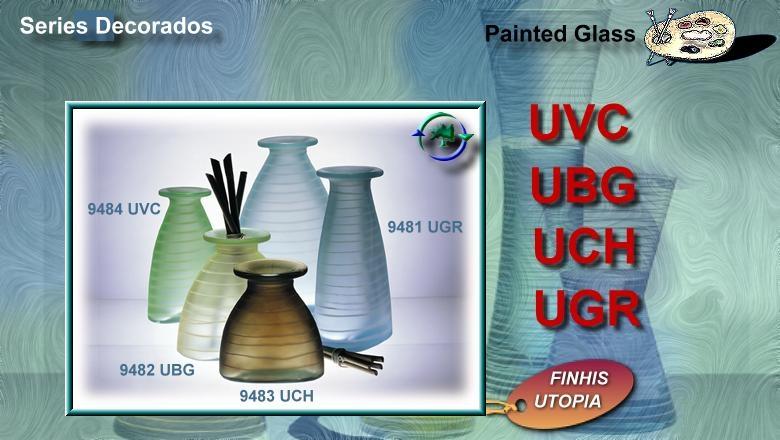 Series Decorados
Painted Glass
9484 UVC
9481 UGR
9482 UBG
9483 UCH
UVC
UBG
UCH
UGR
FINHIS
UTOPIA